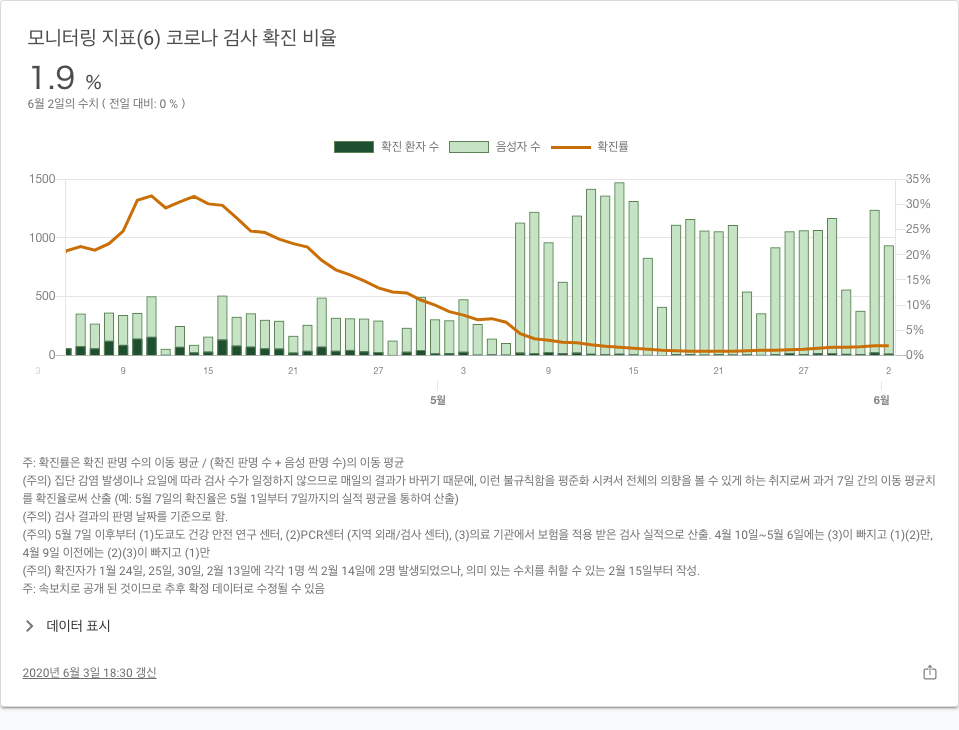 모니터링 지표(6) 코로나 검사 확진 비율
1.9 %
6월 2일의 수치 ( 전일 대비: 0 % )
확진 환자 수 음성자 수 확진률
1500 35%
30%
1000 25%
20%
15%
500 10%
5%
0 0%
3 9 15 21 27 3 9 15 21 27 2
5월 6월
주: 확진률은 확진 판명 수의 이동 평균 / (확진 판명 수 + 음성 판명 수)의 이동 평균
(주의) 집단 감염 발생이나 요일에 따라 검사 수가 일정하지 않으므로 매일의 결과가 바뀌기 때문에, 이런 불규칙함을 평준화 시켜서 전체의 의향을 볼 수 있게 하는 취지로써 과거 7일 간의 이동 평균치
를 확진율로써 산출 (예: 5월 7일의 확진율은 5월 1일부터 7일까지의 실적 평균을 통하여 산출)
(주의) 검사 결과의 판명 날짜를 기준으로 함.
(주의) 5월 7일 이후부터 (1)도쿄도 건강 안전 연구 센터, (2)PCR센터 (지역 외래/검사 센터), (3)의료 기관에서 보험을 적용 받은 검사 실적으로 산출. 4월 10일~5월 6일에는 (3)이 빠지고 (1)(2)만,
4월 9일 이전에는 (2)(3)이 빠지고 (1)만
(주의) 확진자가 1월 24일, 25일, 30일, 2월 13일에 각각 1명 씩 2월 14일에 2명 발생되었으나, 의미 있는 수치를 취할 수 있는 2월 15일부터 작성.
주: 속보치로 공개 된 것이므로 추후 확정 데이터로 수정될 수 있음
데이터 표시
2020년 6월 3일 18:30 갱신